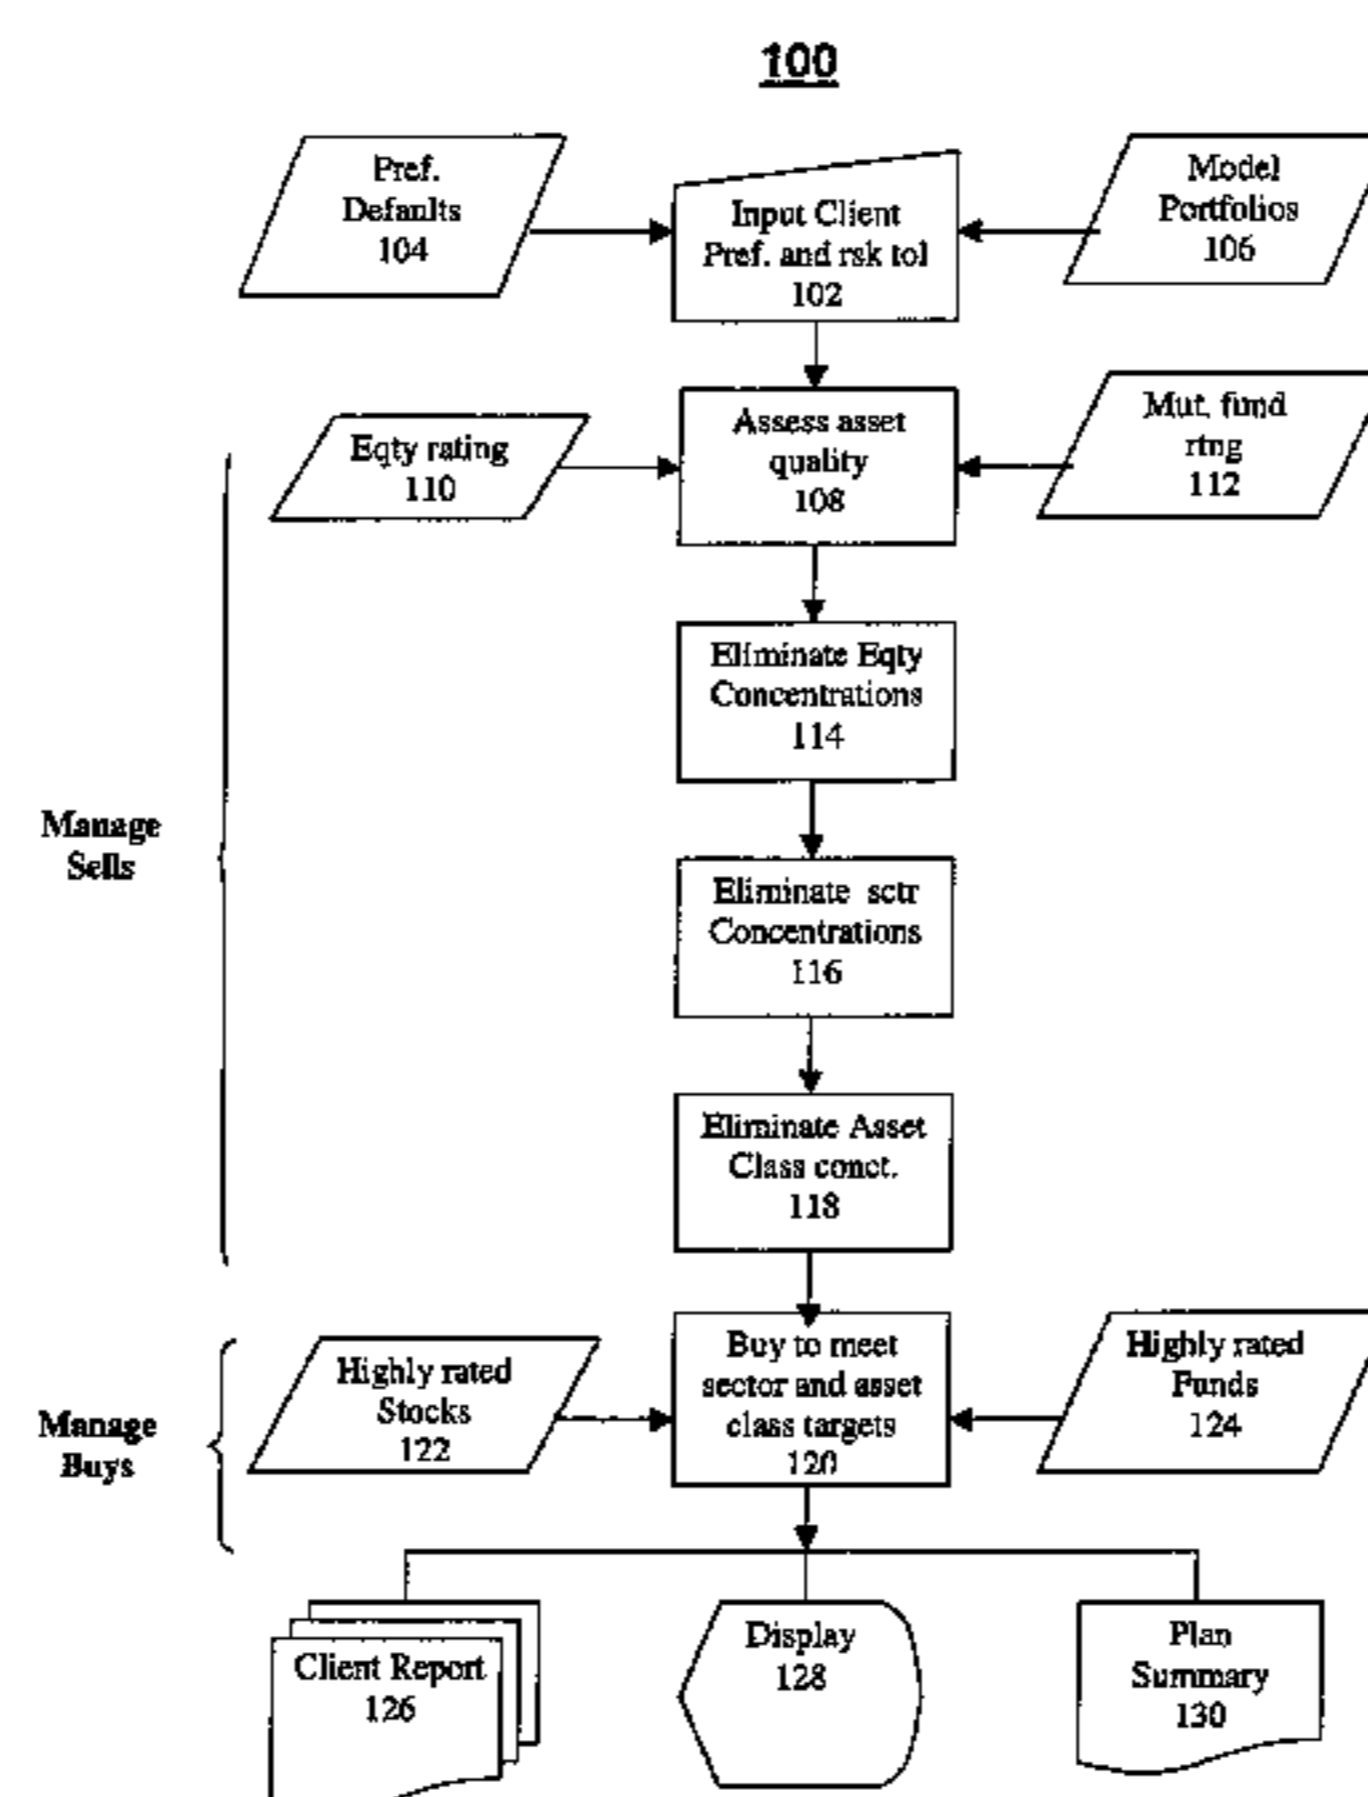 100
Pref.
Defaults
104
Input Client
Pref. and rsk tol
102
Model
Portfolios
106
Eqty rating
110
Assess asset
quality
108
Mut. fund
rtng
112
Eliminate Eqty
Concentrations
114
Manage
Sells
Eliminate sctr
Concentrations
116
Eliminate Asset
Class conct.
118
Manage
Buys
Highly rated
Stocks
122
Buy to meet
sector and asset
class targets
120
Highly rated
Funds
124
Client Report
126
Display
128
Plan
Summary
130